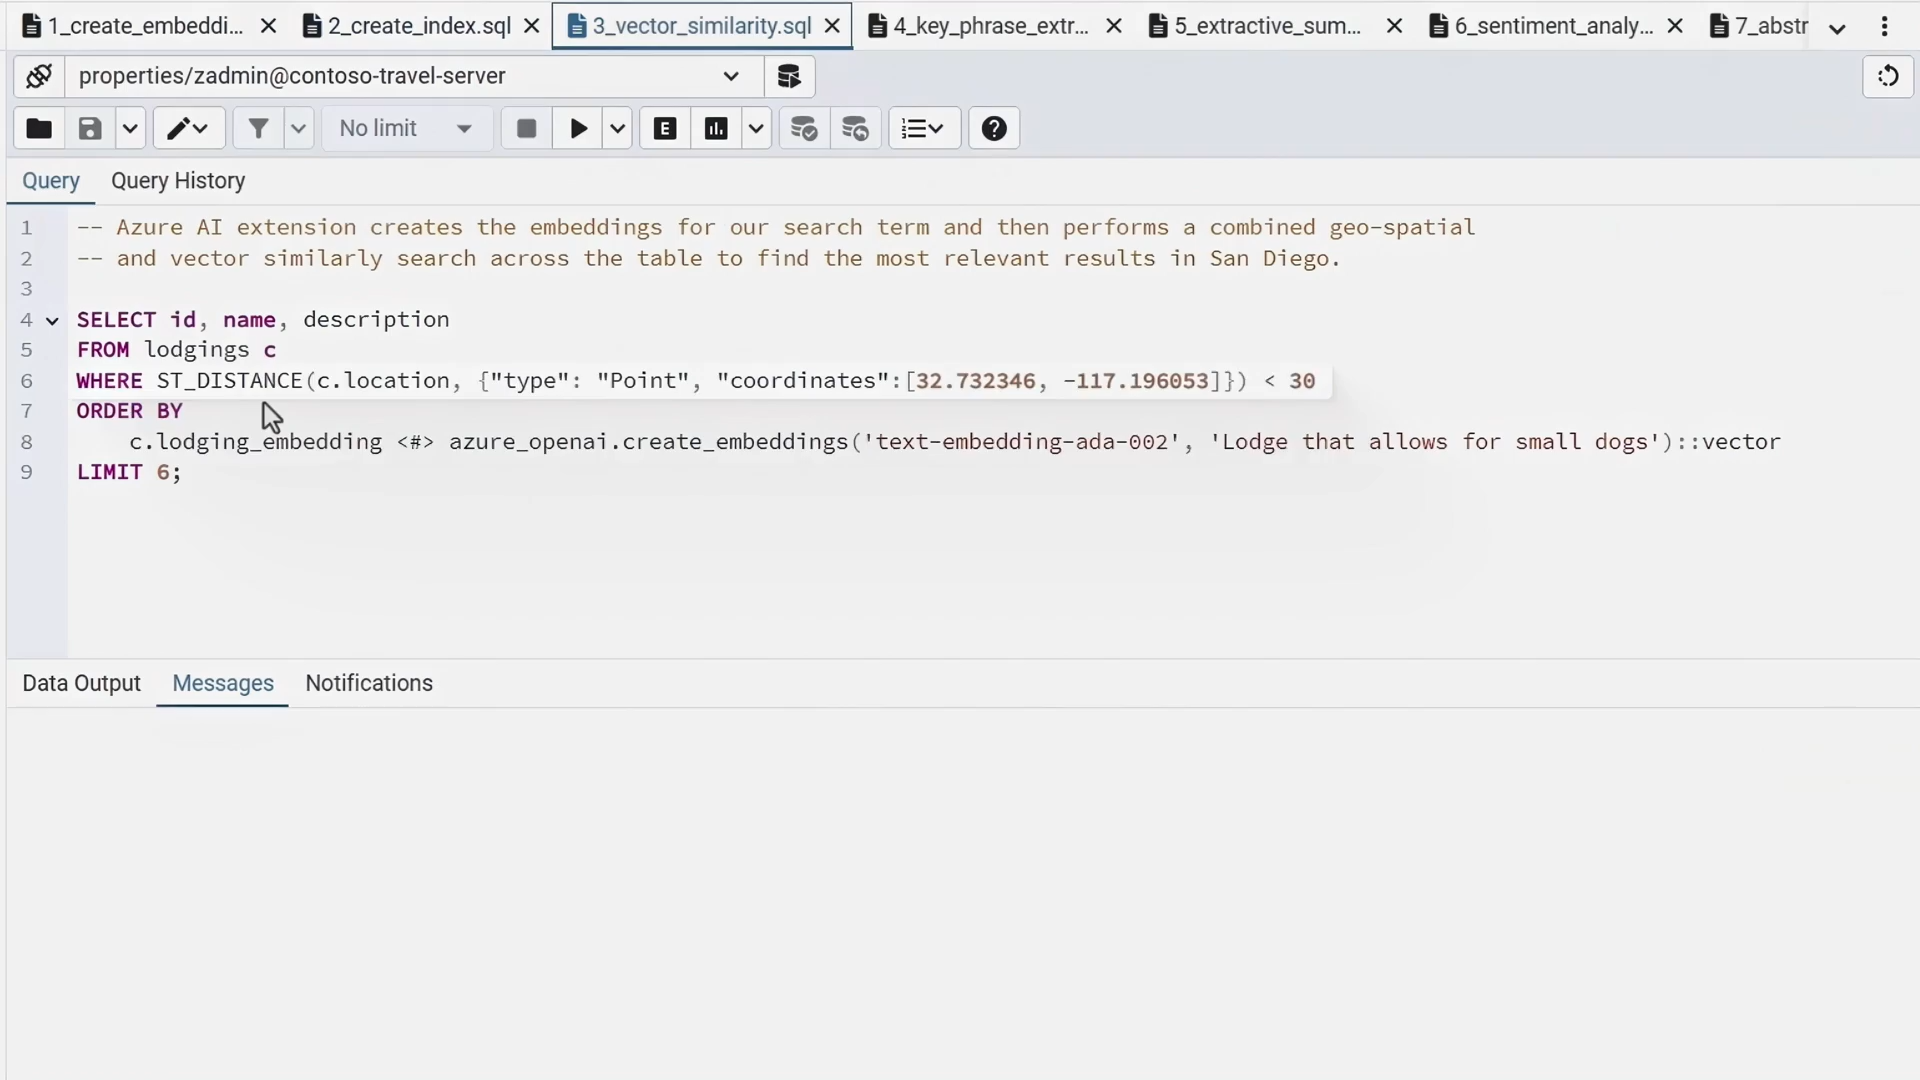 1_create_embeddi... 2_create_index.sql 3_vector_similarity.sql 4_key_phrase_extr... 5_extractive_sum... 6_sentiment_analy... 7_abstr
properties/zadmin@contoso-travel-server
No limit E
Query Query History
1 -- Azure AI extension creates the embeddings for our search term and then performs a combined geo-spatial
2 -- and vector similarly search across the table to find the most relevant results in San Diego.
3
4 SELECT id, name, description
5 FROM lodgings c
6 WHERE ST_DISTANCE(c.location, {"type": "Point", "coordinates":[32.732346, -117.196053]}) < 30
7 ORDER BY
8 c.lodging_embedding <#> azure_openai.create_embeddings('text-embedding-ada-002', 'Lodge that allows for small dogs')::vector
9 LIMIT 6;
Data Output Messages Notifications